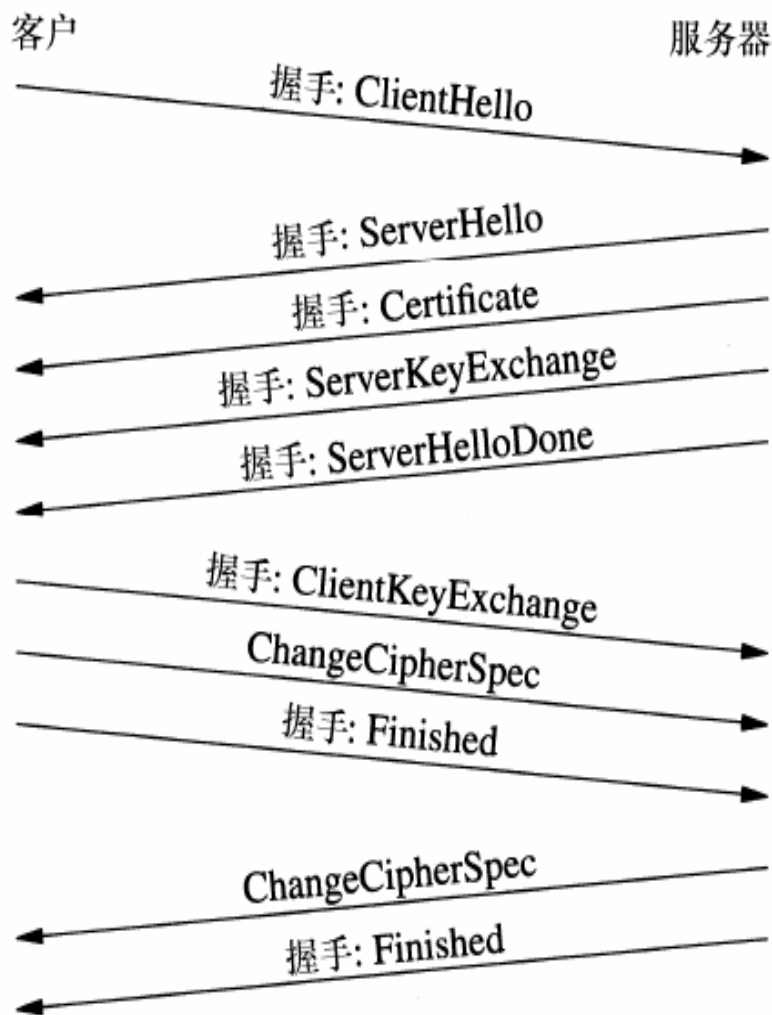 客户
服务器
握手: ClientHello
握手: ServerHello
握手: Certificate
握手: ServerKeyExchange
握手: ServerHelloDone
握手: ClientKeyExchange
ChangeCipherSpec
握手: Finished
ChangeCipherSpec
握手: Finished